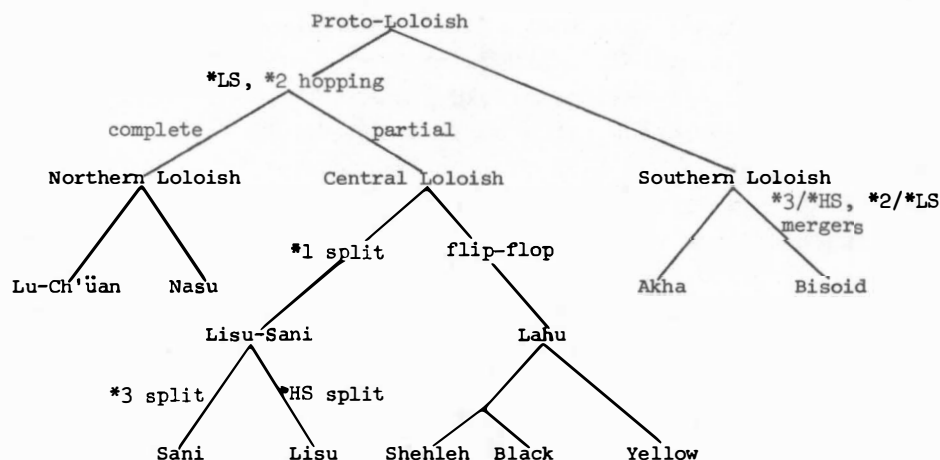 Proto-Loloish
*LS, *2 hopping
complete partial
Northern Loloish Central Loloish Southern Loloish
*3/*HS, *2/*LS
mergers
*1 split flip-flop
Lu-Ch'üan Nasu Akha Bisoid
Lisu-Sani Lahu
*3 split *HS split
Sani Lisu Shehleh Black Yellow